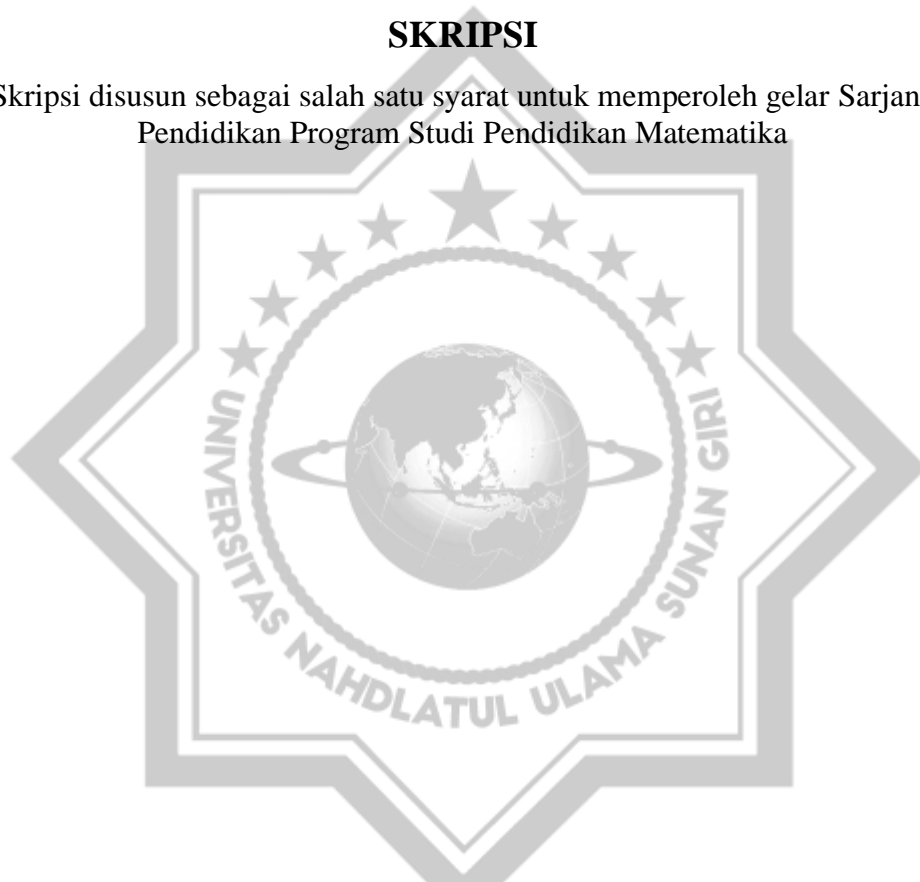 SKRIPSI
Skripsi disusun sebagai salah satu syarat untuk memperoleh gelar Sarjan
Pendidikan Program Studi Pendidikan Matematika
UNIVERSITAS NAHDLATUL ULAMA SUNAN GIRI